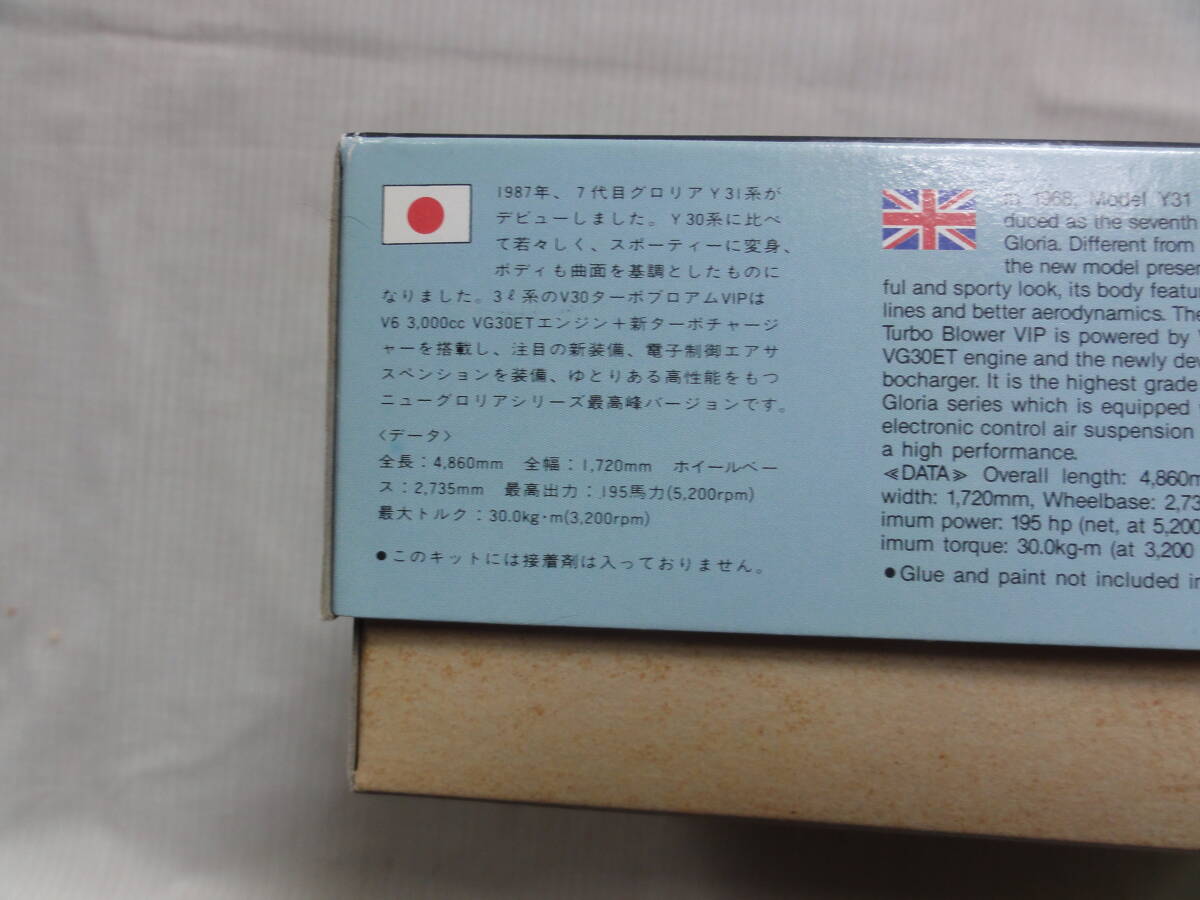 1987年、7代目グロリアY31系が
デビューしました。Y30系に比べ
て若々しく、スポーティーに変身、
ボディも曲面を基調としたものに
なりました。3ℓ系のV30ターボブロアムVIPは
V6 3,000cc VG30ETエンジン＋新ターボチャージ
ャーを搭載し、注目の新装備、電子制御エアサ
スペンションを装備、ゆとりある高性能をもつ
ニューグロリアシリーズ最高峰バージョンです。
〈データ〉
全長：4,860mm 全幅：1,720mm ホイールベー
ス：2,735mm 最高出力：195馬力(5,200rpm)
最大トルク：30.0kg·m(3,200rpm)
●このキットには接着剤は入っておりません。
In 1968, Model Y31
duced as the seventh
Gloria. Different from
the new model presen
ful and sporty look, its body featu
lines and better aerodynamics. The
Turbo Blower VIP is powered by
VG30ET engine and the newly dev
bocharger. It is the highest grade
Gloria series which is equipped
electronic control air suspension
a high performance.
≪DATA≫ Overall length: 4,860m
width: 1,720mm, Wheelbase: 2,73
imum power: 195 hp (net, at 5,200
imum torque: 30.0kg-m (at 3,200
●Glue and paint not included in